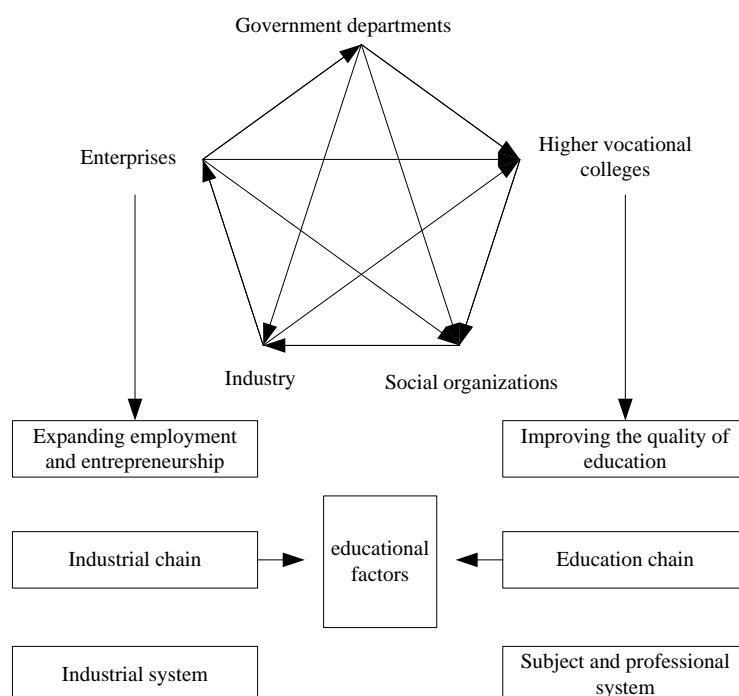 Government departments
Enterprises
Higher vocational
colleges
Industry
Social organizations
Expanding employment
and entrepreneurship
Improving the quality of
education
Industrial chain
educational
factors
Education chain
Industrial system
Subject and professional
system